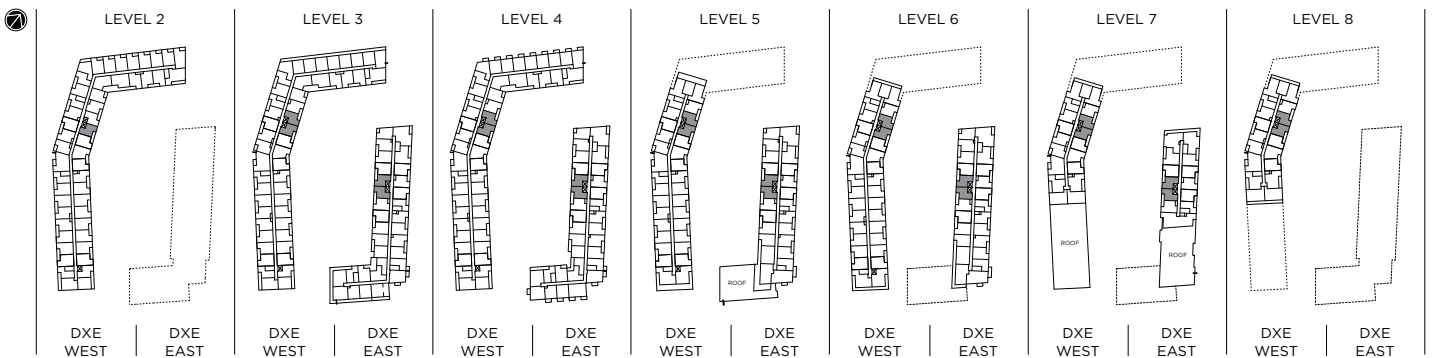 LEVEL 2
LEVEL 3
LEVEL 4
LEVEL 5
LEVEL 6
LEVEL 7
LEVEL 8
ROOF
ROOF
ROOF
DXE
WEST
DXE
EAST
DXE
WEST
DXE
EAST
DXE
WEST
DXE
EAST
DXE
WEST
DXE
EAST
DXE
WEST
DXE
EAST
DXE
WEST
DXE
EAST
DXE
WEST
DXE
EAST